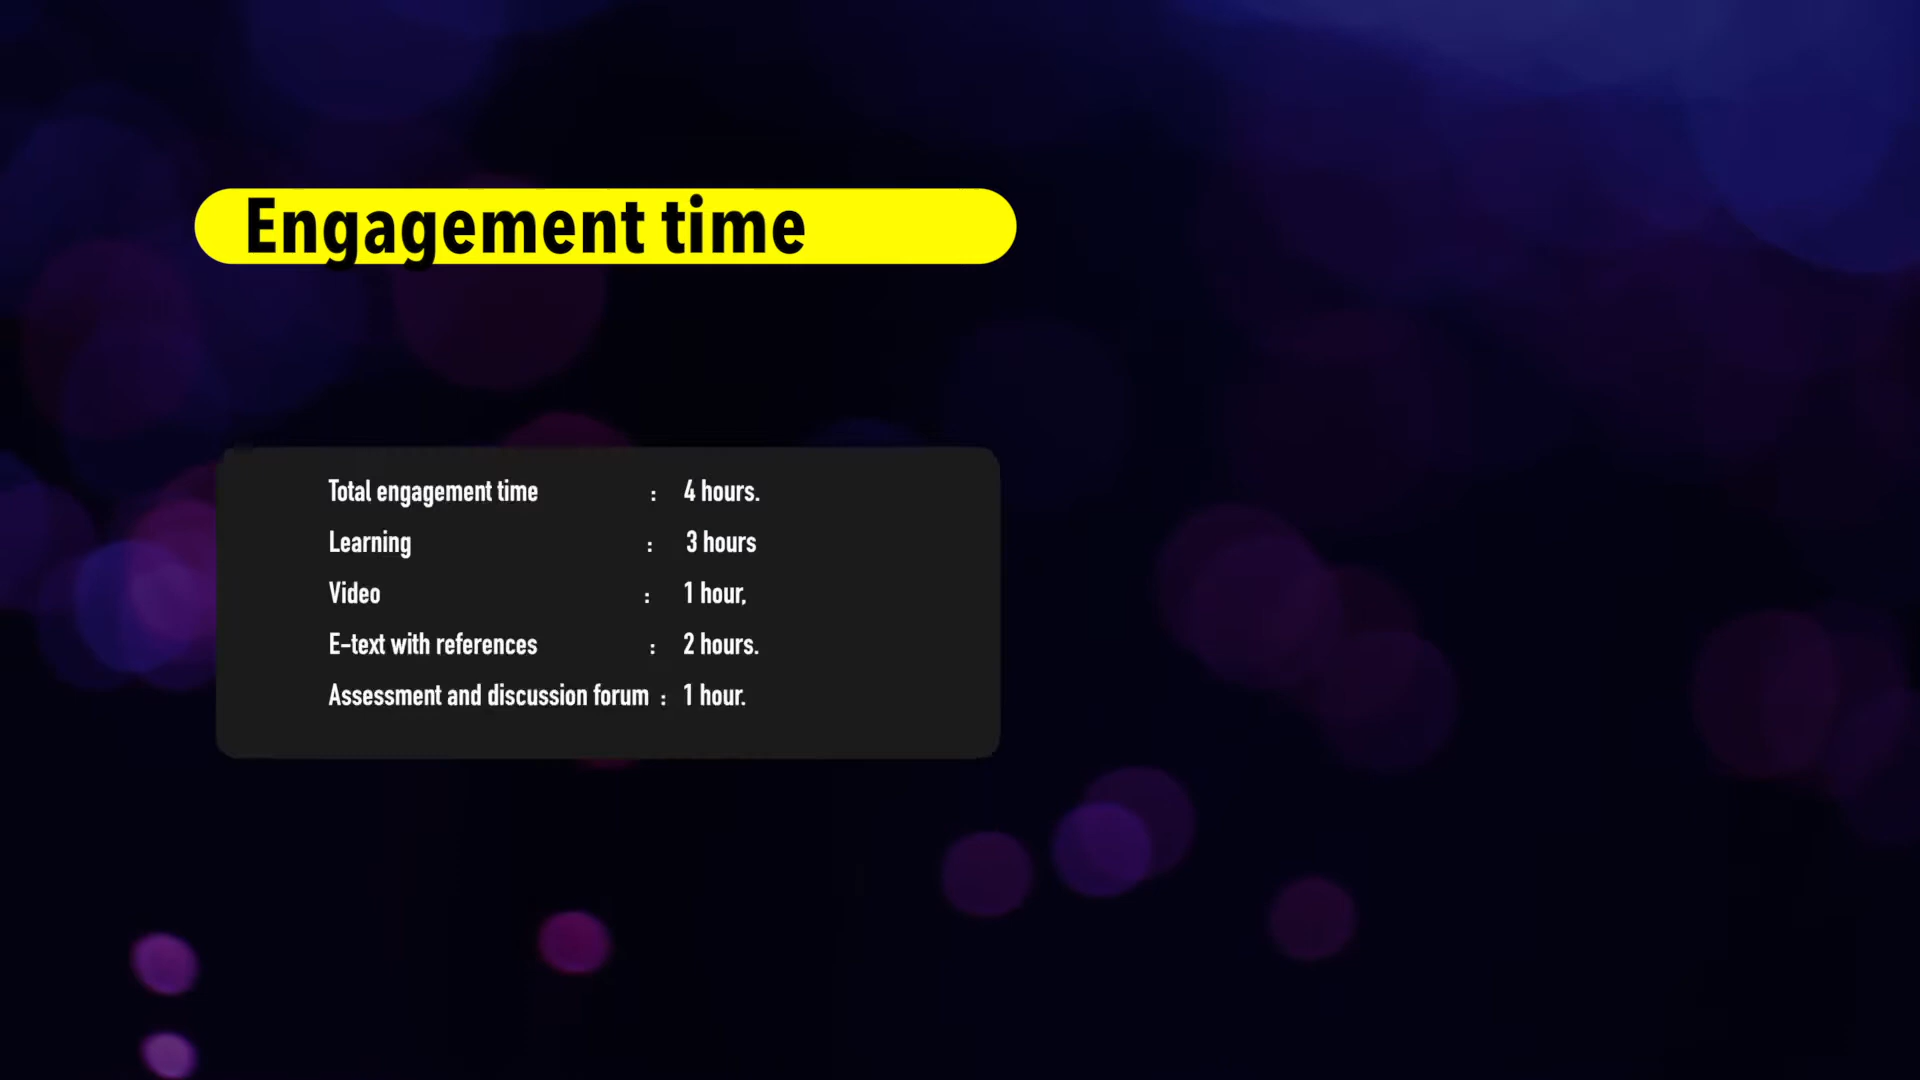 Engagement time
Total engagement time : 4 hours.
Learning : 3 hours
Video : 1 hour,
E-text with references : 2 hours.
Assessment and discussion forum : 1 hour.